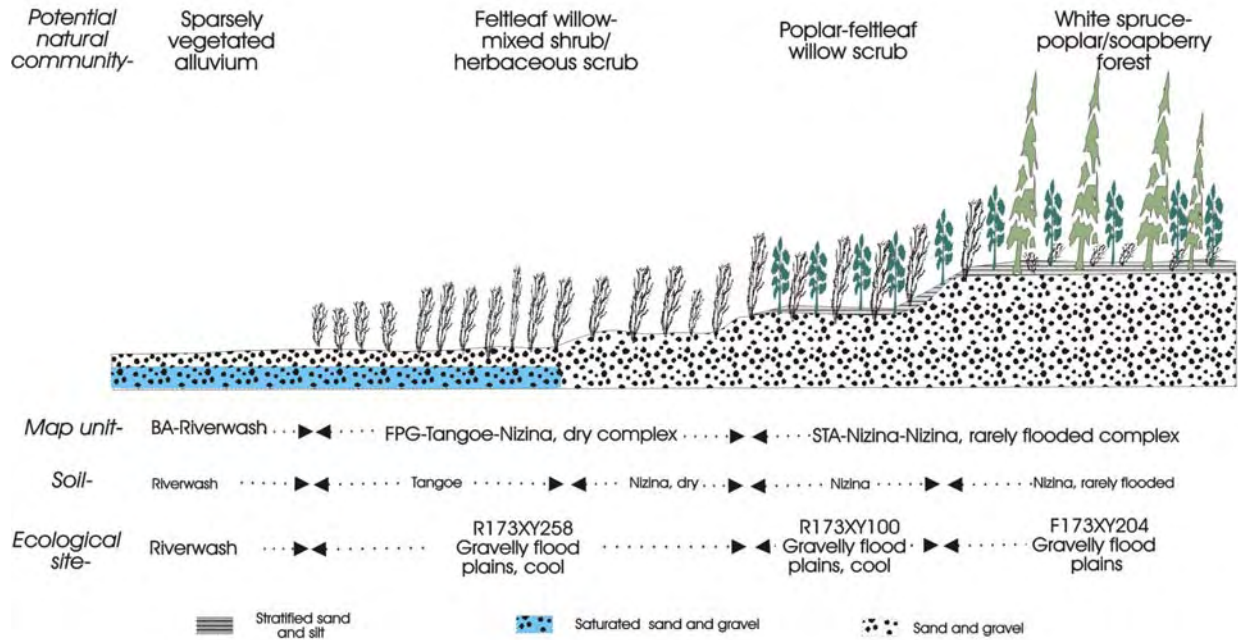 Potential
natural
community-
Sparsely
vegetated
alluvium
Feltleaf willow-
mixed shrub/
herbaceous scrub
Poplar-feltleaf
willow scrub
White spruce-
poplar/soapberry
forest
Map unit-
BA-Riverwash
FPG-Tangoe-Nizina, dry complex
STA-Nizina-Nizina, rarely flooded complex
Soil-
Riverwash
Tangoe
Nizina, dry
Nizina
Nizina, rarely flooded
Ecological
site-
Riverwash
R173XY258
Gravelly flood
plains, cool
R173XY100
Gravelly flood
plains, cool
F173XY204
Gravelly flood
plains
Stratified sand
and silt
Saturated sand and gravel
Sand and gravel